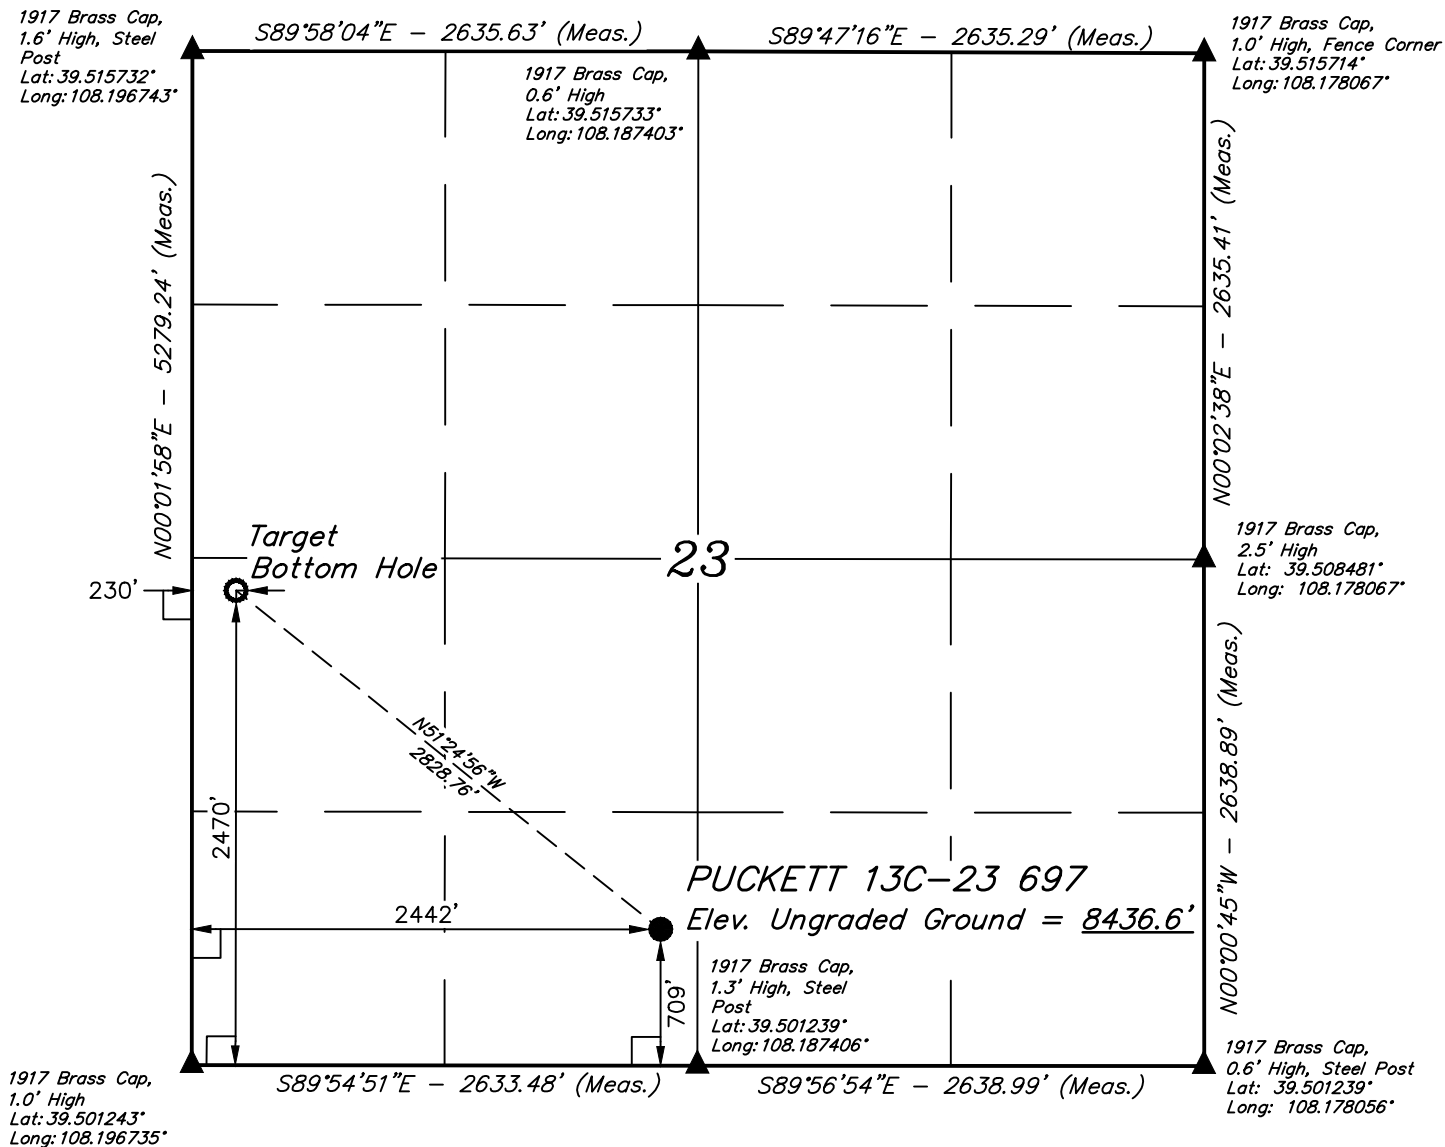 1917 Brass Cap,
1.6' High, Steel
Post
Lat: 39.515732°
Long: 108.196743°
S89°58'04"E - 2635.63' (Meas.)
1917 Brass Cap,
0.6' High
Lat: 39.515733°
Long: 108.187403°
S89°47'16"E - 2635.29' (Meas.)
1917 Brass Cap,
1.0' High, Fence Corner
Lat: 39.515714°
Long: 108.178067°
N00°01'58"E - 5279.24' (Meas.)
N00°02'38"E - 2635.41' (Meas.)
Target
Bottom Hole
23
1917 Brass Cap,
2.5' High
Lat: 39.508481°
Long: 108.178067°
230'
N51°24'56"W
2828.76'
2470'
N00°00'45"W - 2638.89' (Meas.)
PUCKETT 13C-23 697
Elev. Ungraded Ground = 8436.6'
2442'
709'
1917 Brass Cap,
1.3' High, Steel
Post
Lat: 39.501239°
Long: 108.187406°
1917 Brass Cap,
1.0' High
Lat: 39.501243°
Long: 108.196735°
S89°54'51"E - 2633.48' (Meas.)
S89°56'54"E - 2638.99' (Meas.)
1917 Brass Cap,
0.6' High, Steel Post
Lat: 39.501239°
Long: 108.178056°